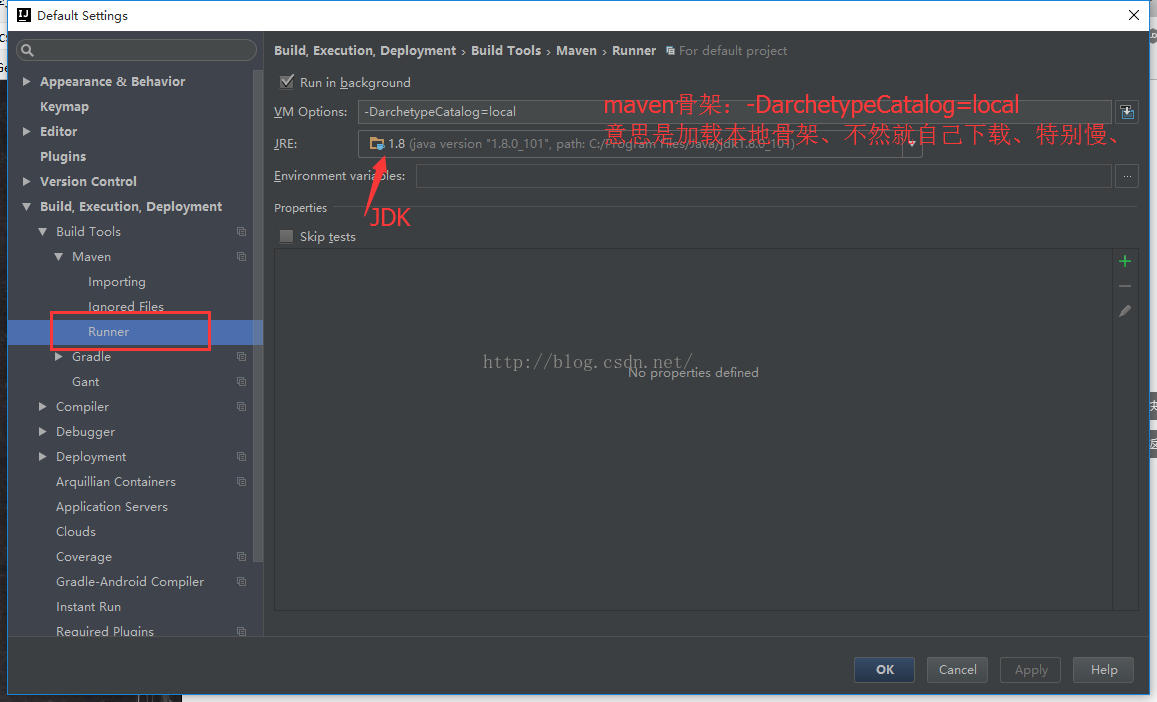 Default Settings
Build, Execution, Deployment › Build Tools › Maven › Runner For default project
Appearance & Behavior
Keymap
Editor
Plugins
Version Control
Build, Execution, Deployment
Build Tools
Maven
Importing
Ignored Files
Runner
Gradle
Gant
Compiler
Debugger
Deployment
Arquillian Containers
Application Servers
Clouds
Coverage
Gradle-Android Compiler
Instant Run
Required Plugins
Run in background
VM Options: -DarchetypeCatalog=local
maven骨架：-DarchetypeCatalog=local
意思是加载本地骨架、不然就自己下载、特别慢、
JRE: 1.8 (java version "1.8.0_101", path: C:/Program Files/Java/jdk1.8.0_101)
Environment variables:
JDK
Properties
Skip tests
http://blog.csdn.net/
No properties defined
OK Cancel Apply Help